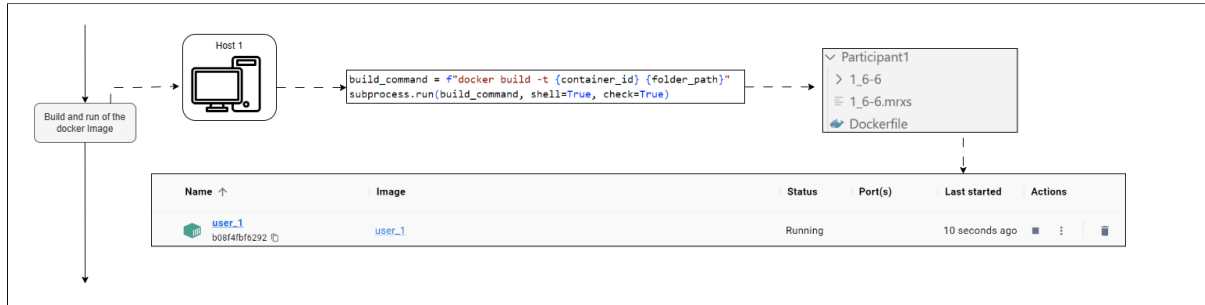 Host 1
Build and run of the
docker Image
build_command = f"docker build -t {container_id} {folder_path}"
subprocess.run(build_command, shell=True, check=True)
Participant1
1_6-6
1_6-6.mrxs
Dockerfile
Name Image Status Port(s) Last started Actions
user_1 user_1 Running 10 seconds ago
b08f4fbf6292